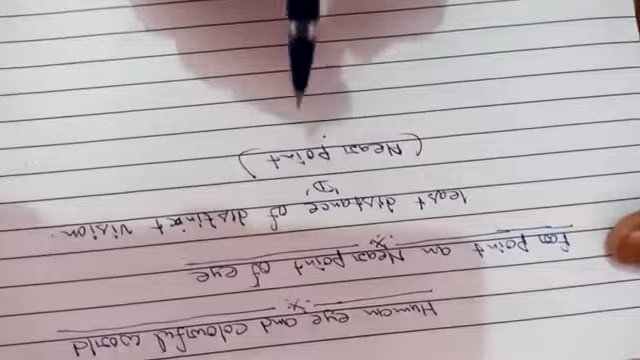 Human eye and colourful world
Far point an Near point of eye
least distance of distinct vision.
'D'
(Near point)